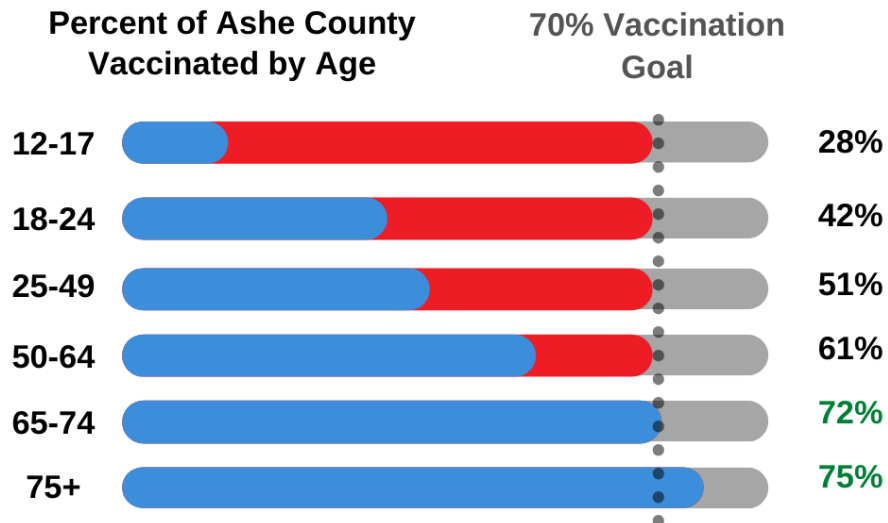 Percent of Ashe County
Vaccinated by Age
70% Vaccination
Goal
12-17 28%
18-24 42%
25-49 51%
50-64 61%
65-74 72%
75+ 75%